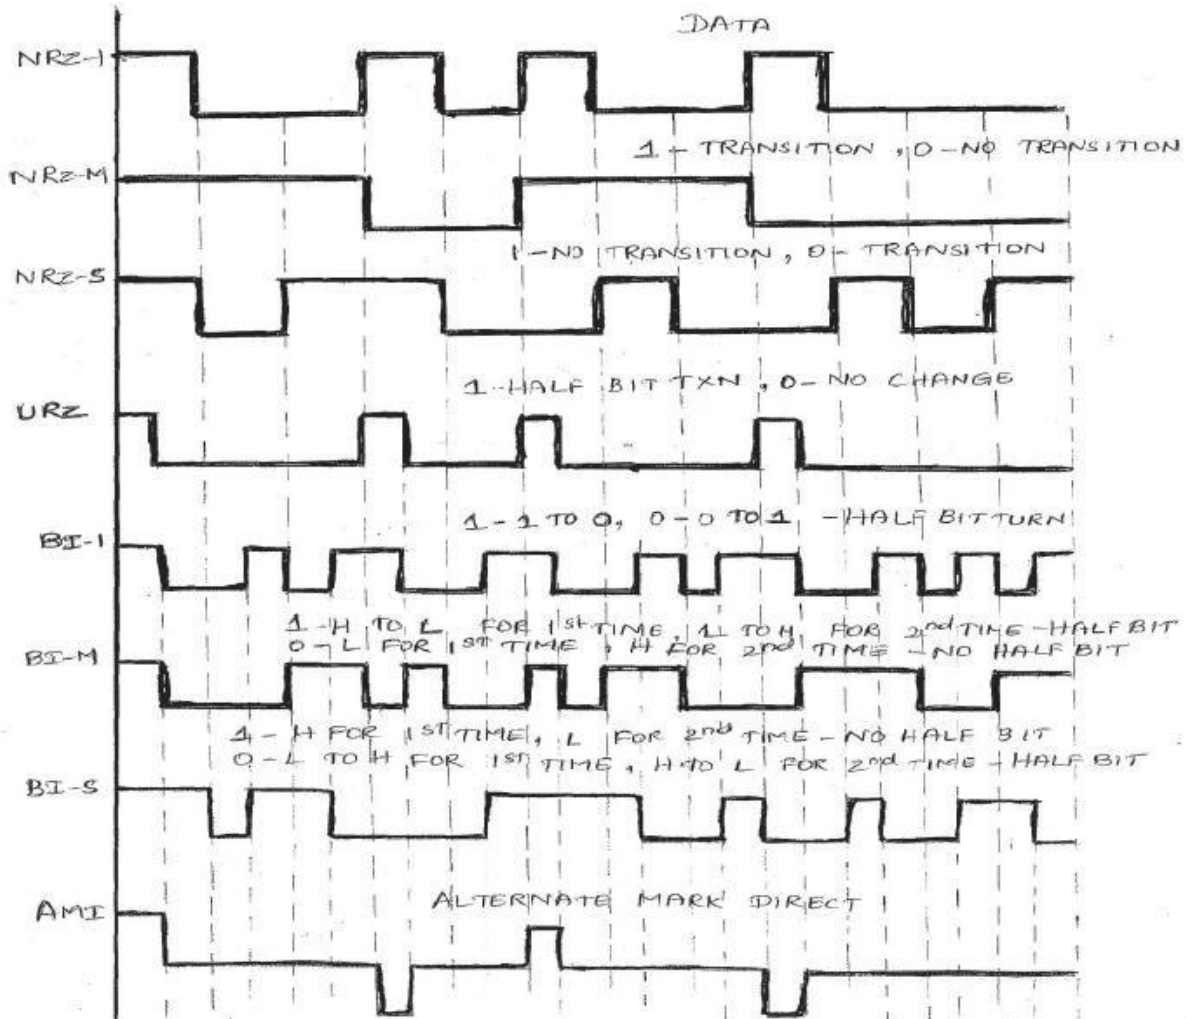 DATA
NRZ-I
1 - TRANSITION , 0-NO TRANSITION
NRZ-M
1-NO TRANSITION, 0- TRANSITION
NRZ-S
1-HALF BIT TXN , 0-NO CHANGE
URZ
1-1 TO 0, 0-0 TO 1 -HALF BIT TURN
BI-1
1-H TO L FOR 1st TIME, L TO H FOR 2nd TIME-HALF BIT
0-L FOR 1st TIME , H FOR 2nd TIME -NO HALF BIT
BI-M
1- H FOR 1ST TIME, L FOR 2nd TIME-NO HALF BIT
0-L TO H FOR 1ST TIME, H TO L FOR 2nd TIME-HALF BIT
BI-S
ALTERNATE MARK DIRECT
AMI